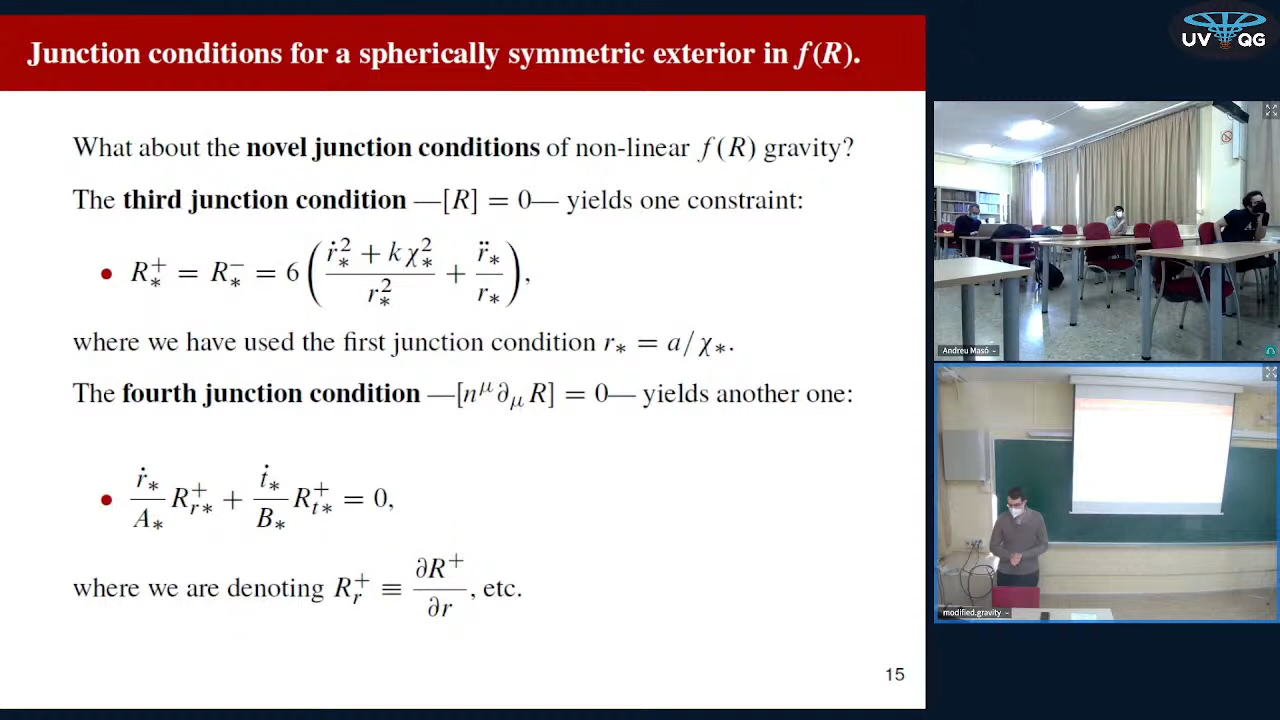 Junction conditions for a spherically symmetric exterior in f(R).
What about the novel junction conditions of non-linear f(R) gravity?
The third junction condition —[R] = 0— yields one constraint:
• R₊* = R₋* = 6 ( (ṙ*² + kχ*²)/r*² + r̈*/r* ),
where we have used the first junction condition r* = a/χ*.
The fourth junction condition —[n^μ ∂_μ R] = 0— yields another one:
• (ṙ*/A*) R⁺_{r*} + (ṫ*/B*) R⁺_{t*} = 0,
where we are denoting R⁺_r ≡ ∂R⁺/∂r, etc.
15
UV QG
Andreu Masó
modified.gravity